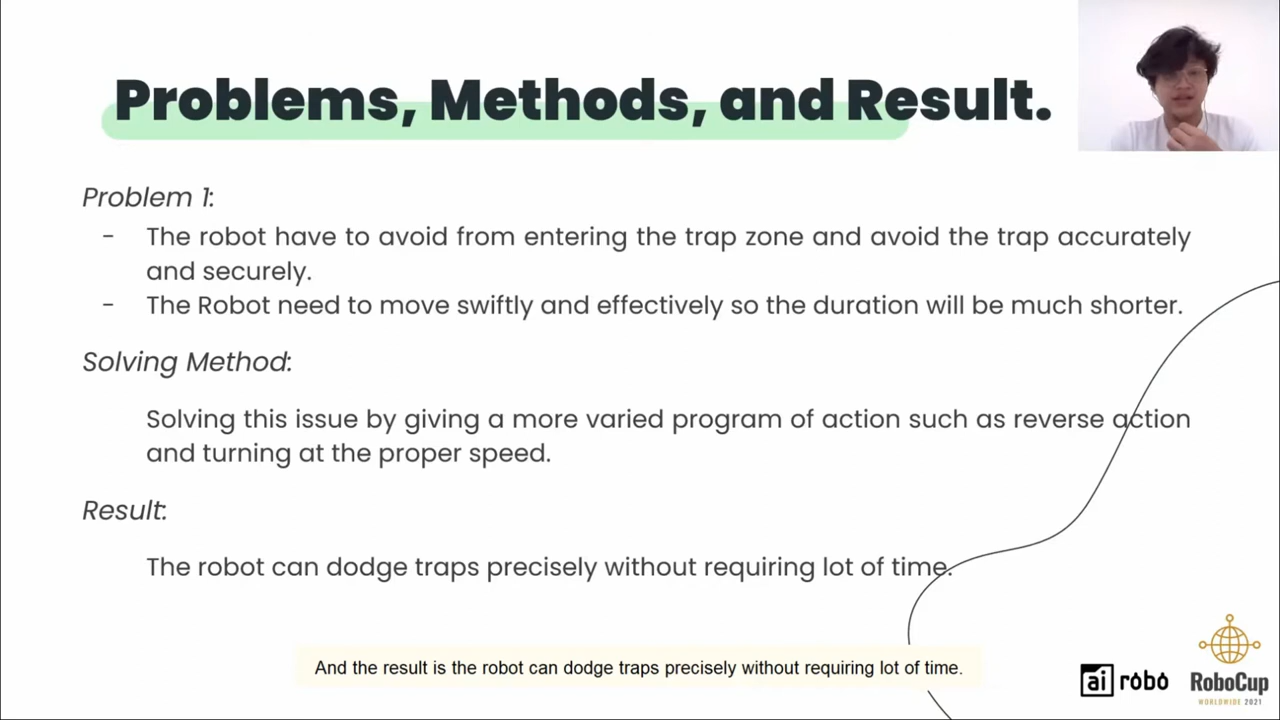 Problems, Methods, and Result.
Problem 1:
- The robot have to avoid from entering the trap zone and avoid the trap accurately
and securely.
- The Robot need to move swiftly and effectively so the duration will be much shorter.
Solving Method:
Solving this issue by giving a more varied program of action such as reverse action
and turning at the proper speed.
Result:
The robot can dodge traps precisely without requiring lot of time.
And the result is the robot can dodge traps precisely without requiring lot of time.
ai robo
RoboCup
WORLDWIDE 2021